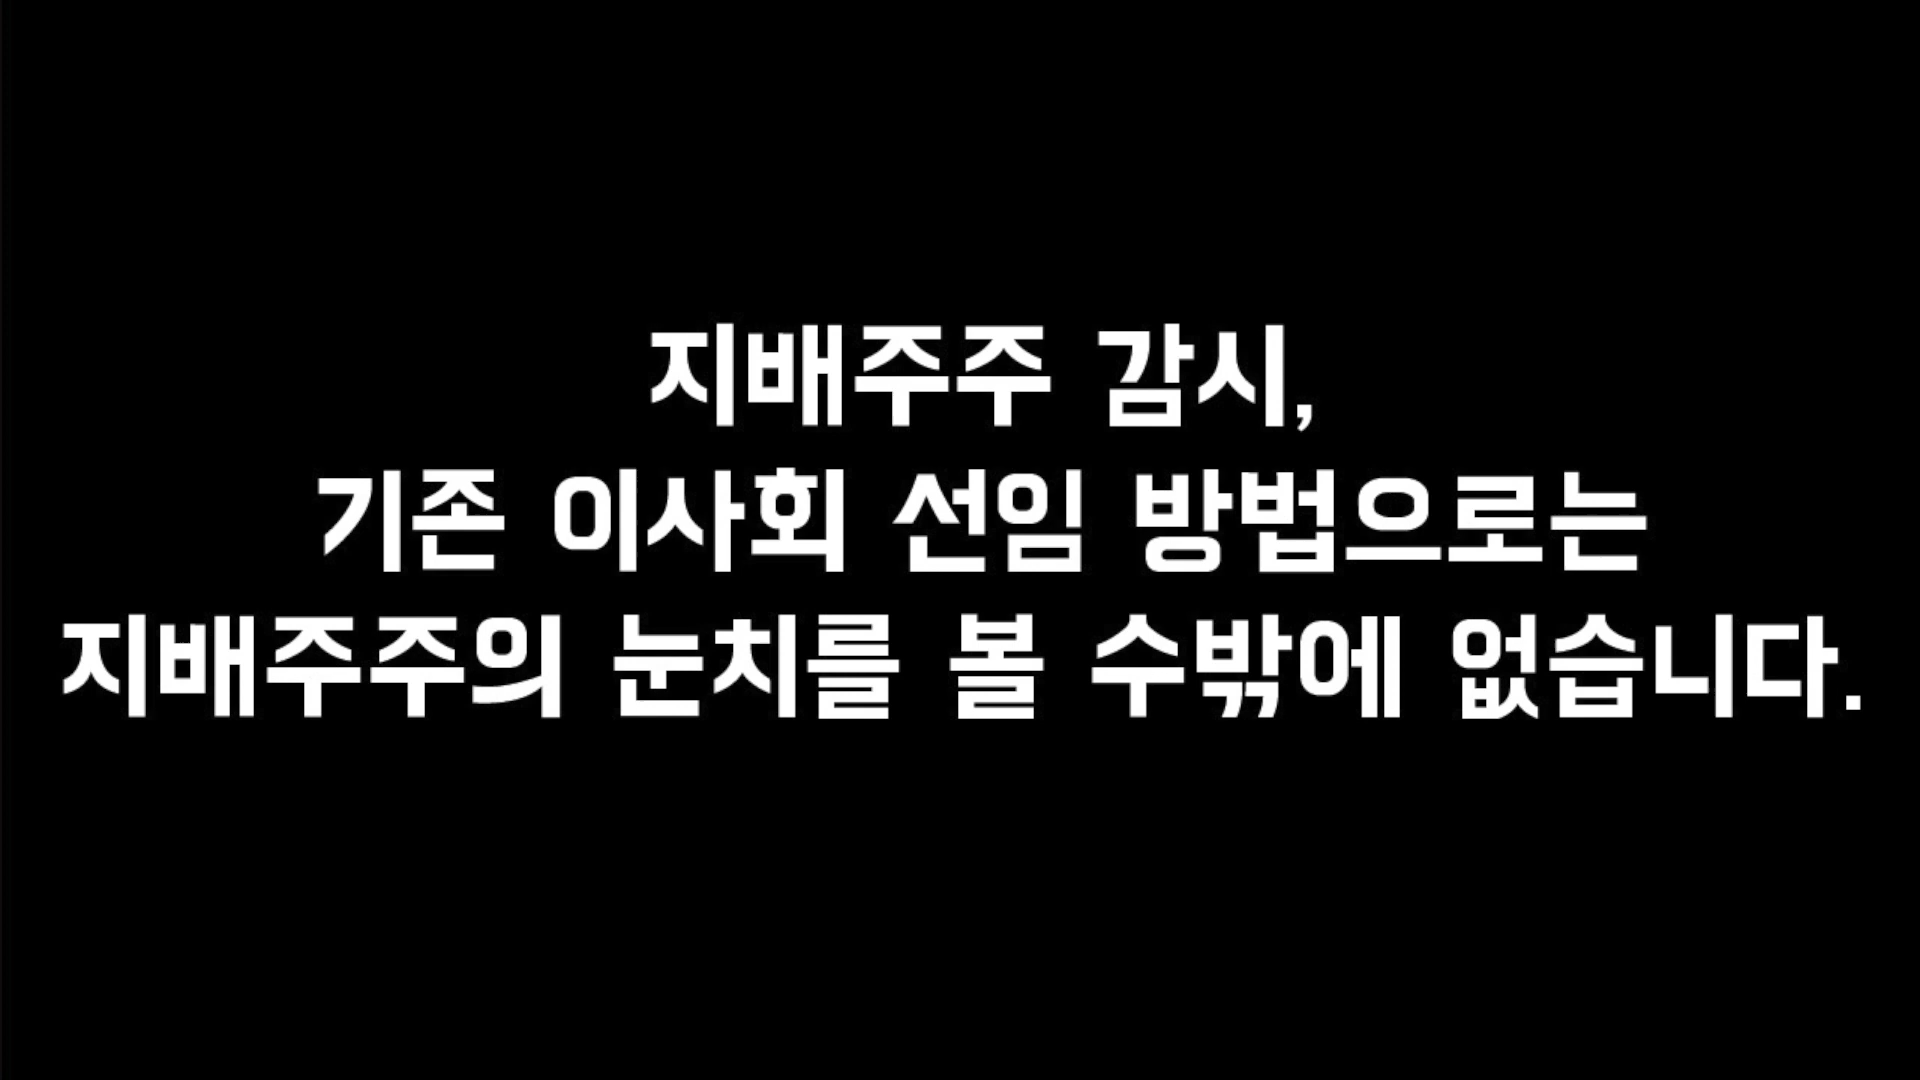 지배주주 감시,
기존 이사회 선임 방법으로는
지배주주의 눈치를 볼 수밖에 없습니다.